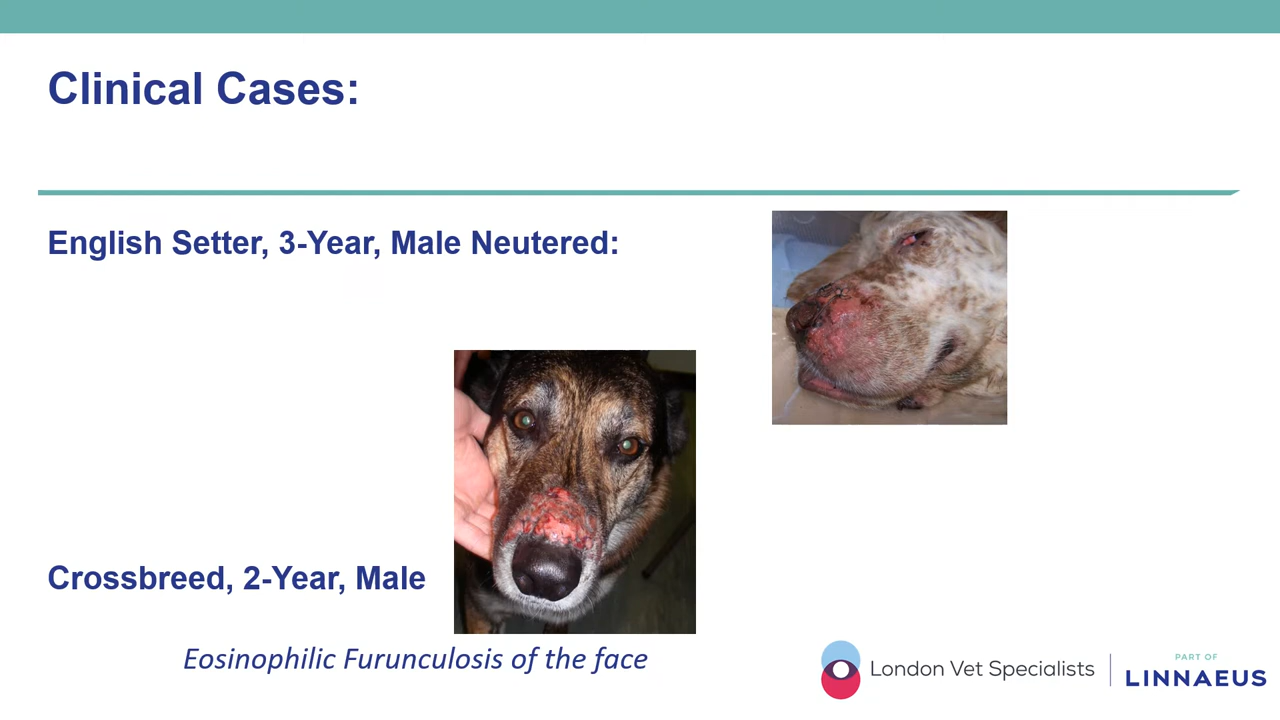 Clinical Cases:
English Setter, 3-Year, Male Neutered:
Crossbreed, 2-Year, Male
Eosinophilic Furunculosis of the face
London Vet Specialists
PART OF
LINNAEUS